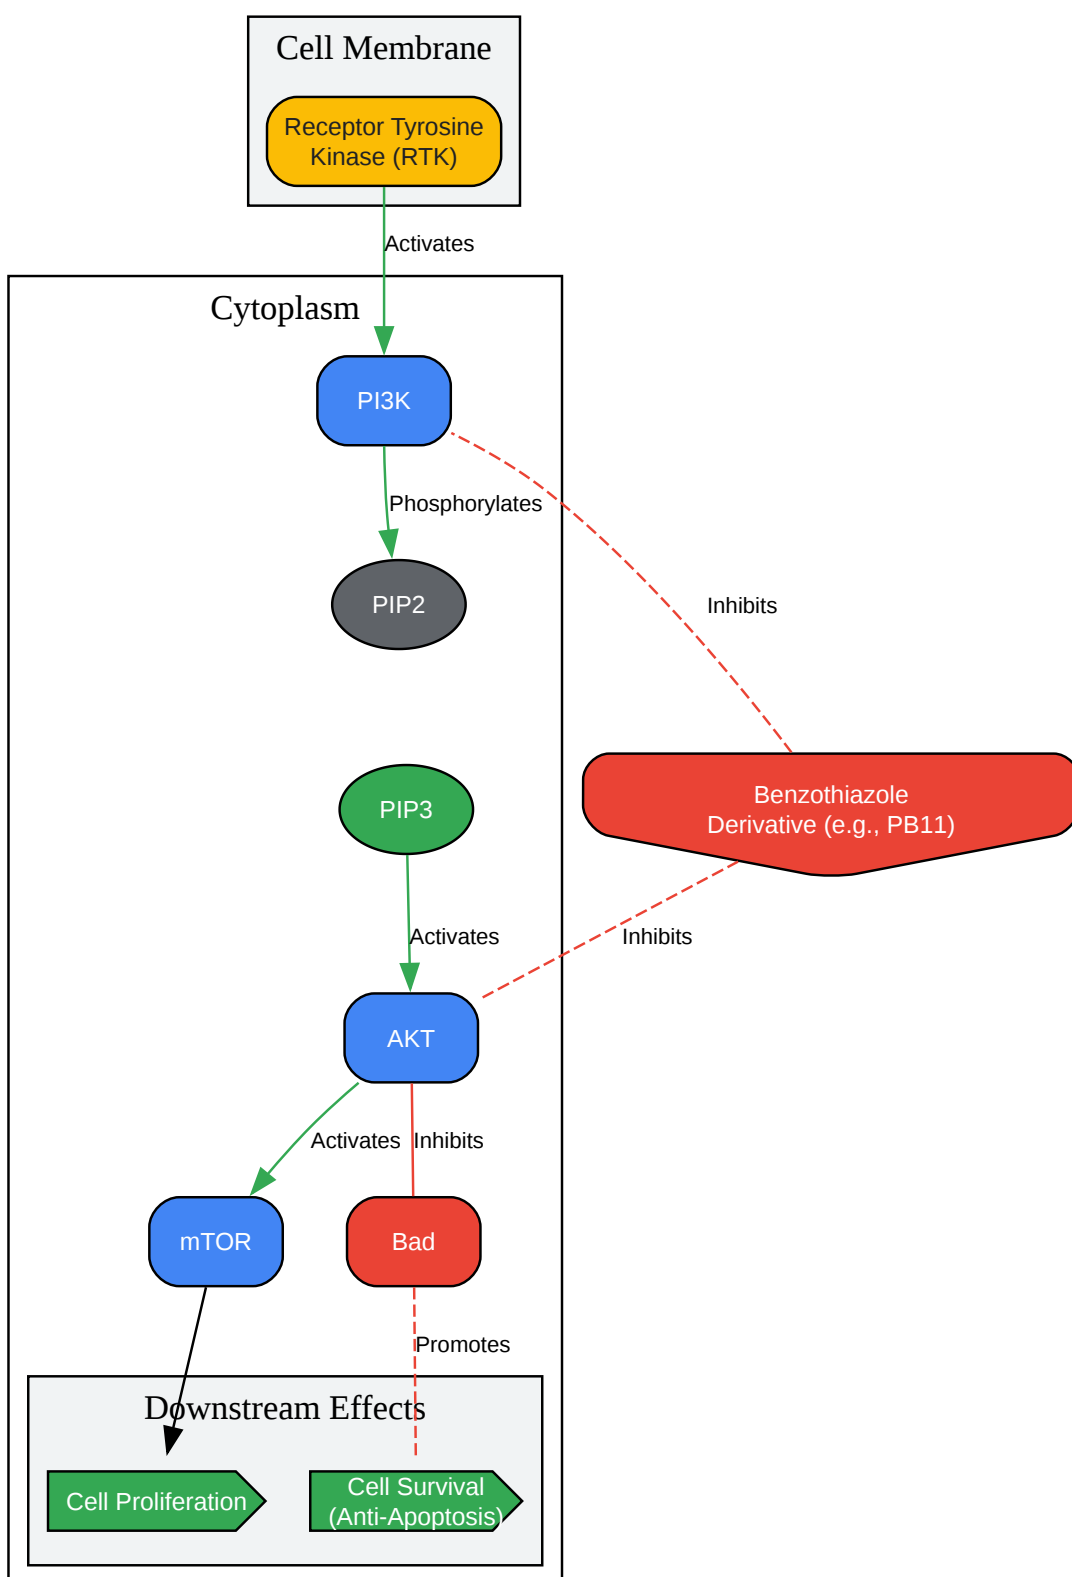 Cell Membrane
Receptor Tyrosine
Kinase (RTK)
Activates
Cytoplasm
PI3K
Phosphorylates
PIP2
Inhibits
PIP3
Benzothiazole
Derivative (e.g., PB11)
Activates
Inhibits
AKT
Activates
Inhibits
mTOR
Bad
Promotes
Downstream Effects
Cell Proliferation
Cell Survival
(Anti-Apoptosis)